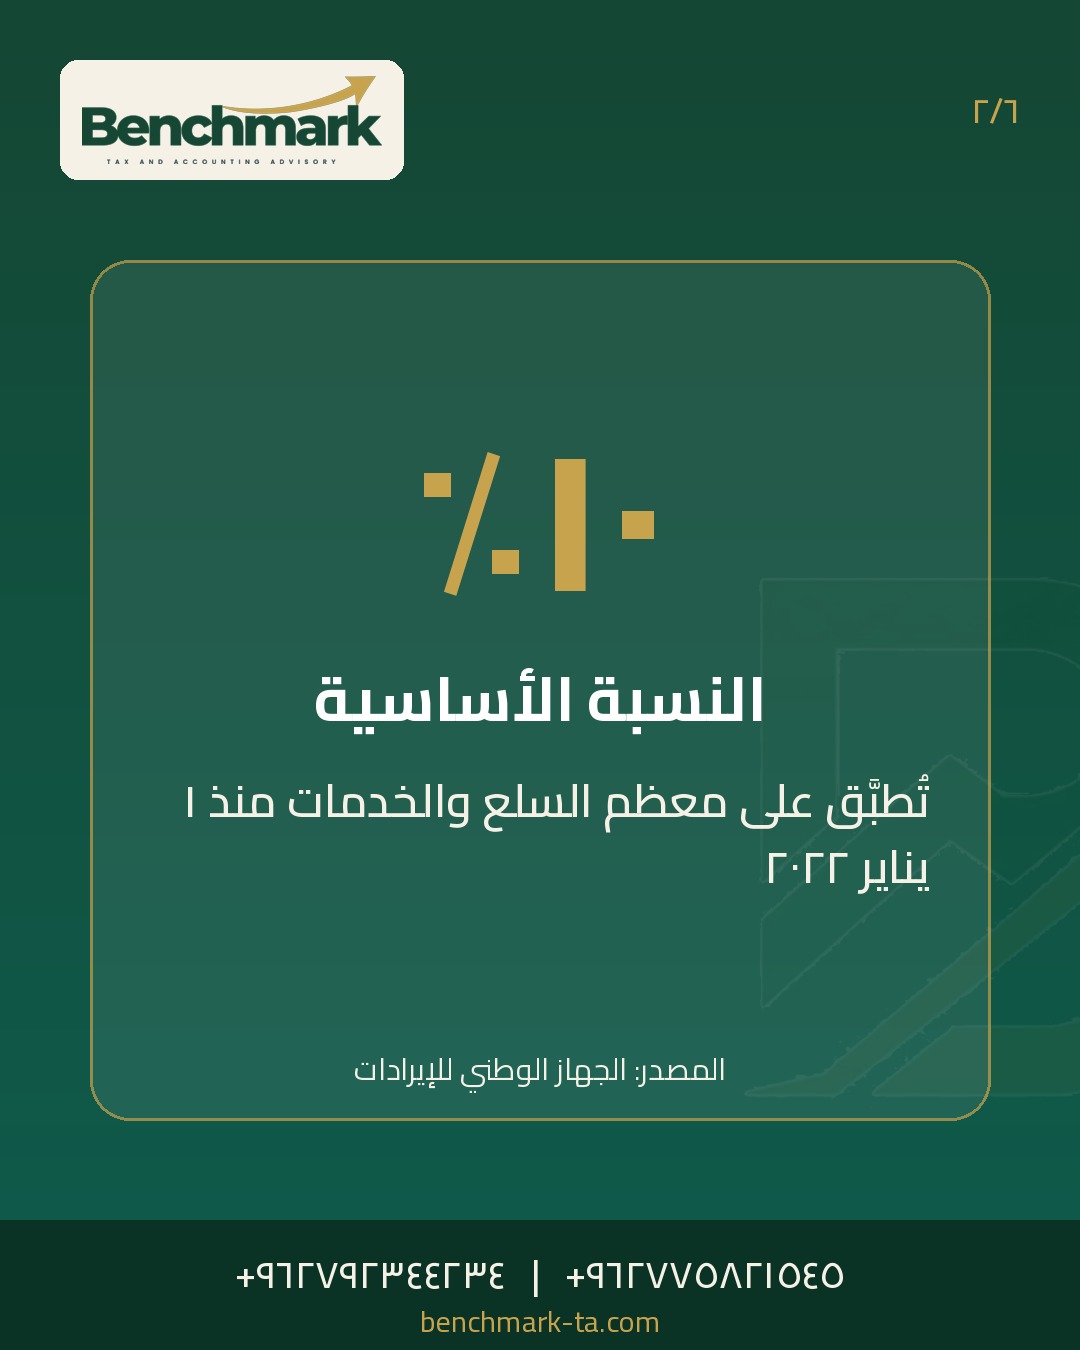 Benchmark
TAX AND ACCOUNTING ADVISORY
٢/٦
١٠٪
النسبة الأساسية
تُطبَّق على معظم السلع والخدمات منذ ١
يناير ٢٠٢٢
المصدر: الجهاز الوطني للإيرادات
+٩٦٢٧٩٢٣٤٤٢٣٤ | +٩٦٢٧٧٥٨٢١٥٤٥
benchmark-ta.com